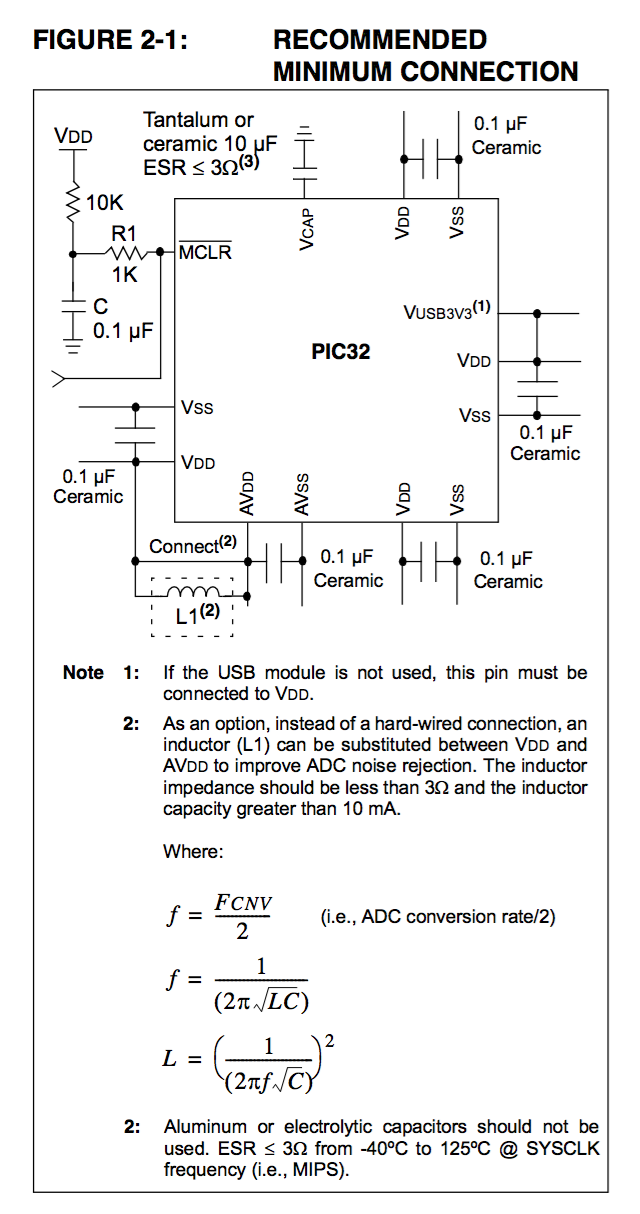 FIGURE 2-1: RECOMMENDED
MINIMUM CONNECTION
Tantalum or
ceramic 10 µF
ESR ≤ 3Ω(3)
0.1 µF
Ceramic
VDD
10K
R1
1K
C
0.1 µF
MCLR
VCAP
VDD
VSS
VUSB3V3(1)
PIC32
VDD
VSS
0.1 µF
Ceramic
VSS
VDD
0.1 µF
Ceramic
AVDD
AVSS
VDD
VSS
Connect(2)
L1(2)
0.1 µF
Ceramic
0.1 µF
Ceramic
Note 1: If the USB module is not used, this pin must be
connected to VDD.
2: As an option, instead of a hard-wired connection, an
inductor (L1) can be substituted between VDD and
AVDD to improve ADC noise rejection. The inductor
impedance should be less than 3Ω and the inductor
capacity greater than 10 mA.
Where:
f = FCNV/2 (i.e., ADC conversion rate/2)
f = 1/(2π√LC)
L = (1/(2πf√C))²
2: Aluminum or electrolytic capacitors should not be
used. ESR ≤ 3Ω from -40ºC to 125ºC @ SYSCLK
frequency (i.e., MIPS).